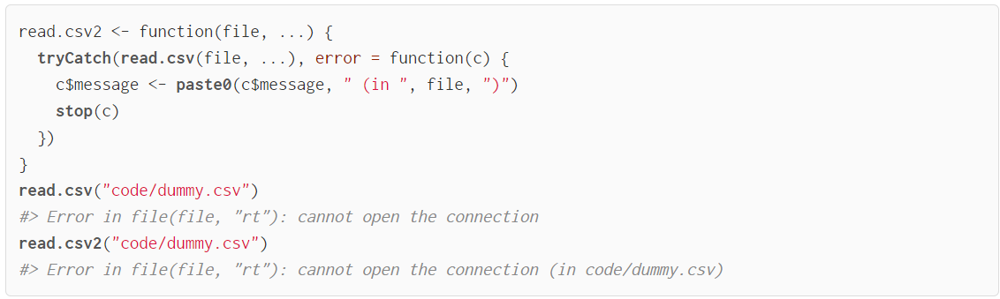 read.csv2 <- function(file, ...) {
  tryCatch(read.csv(file, ...), error = function(c) {
    c$message <- paste0(c$message, " (in ", file, ")")
    stop(c)
  })
}
read.csv("code/dummy.csv")
#> Error in file(file, "rt"): cannot open the connection
read.csv2("code/dummy.csv")
#> Error in file(file, "rt"): cannot open the connection (in code/dummy.csv)